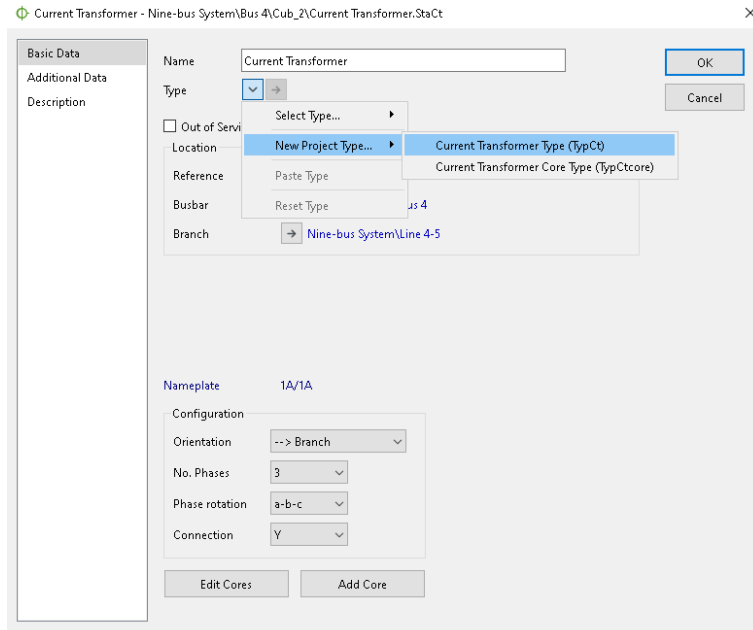 Current Transformer - Nine-bus System\Bus 4\Cub_2\Current Transformer.StaCt
Basic Data
Additional Data
Description
Name Current Transformer
OK
Type
Cancel
Select Type...
Out of Servi
New Project Type...
Current Transformer Type (TypCt)
Current Transformer Core Type (TypCtcore)
Location
Reference
Paste Type
Busbar
Reset Type
us 4
Branch Nine-bus System\Line 4-5
Nameplate 1A/1A
Configuration
Orientation --> Branch
No. Phases 3
Phase rotation a-b-c
Connection Y
Edit Cores Add Core